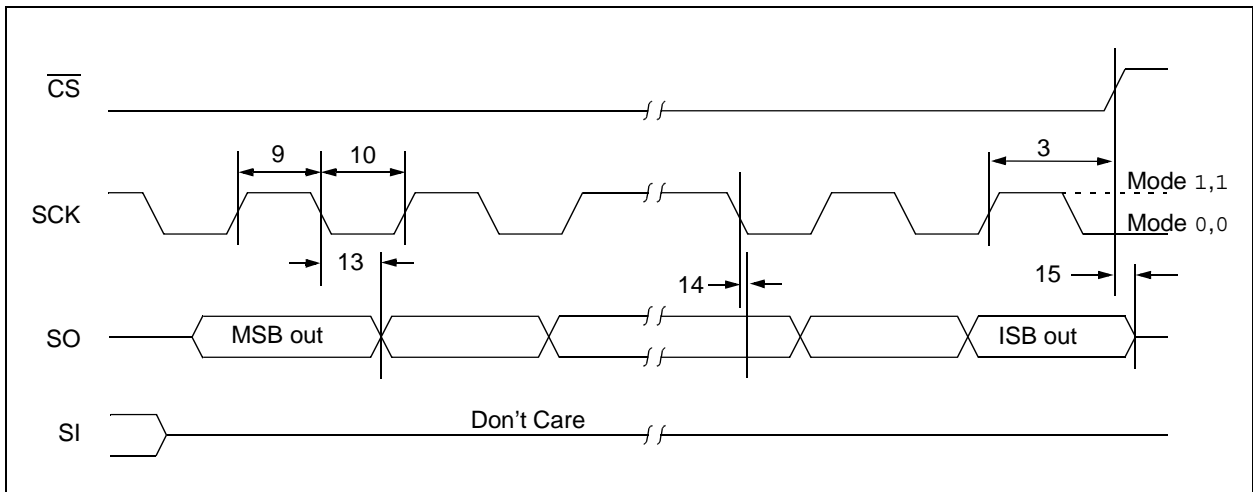 CS
9
10
3
SCK
Mode 1,1
Mode 0,0
13
14
15
SO
MSB out
ISB out
SI
Don't Care